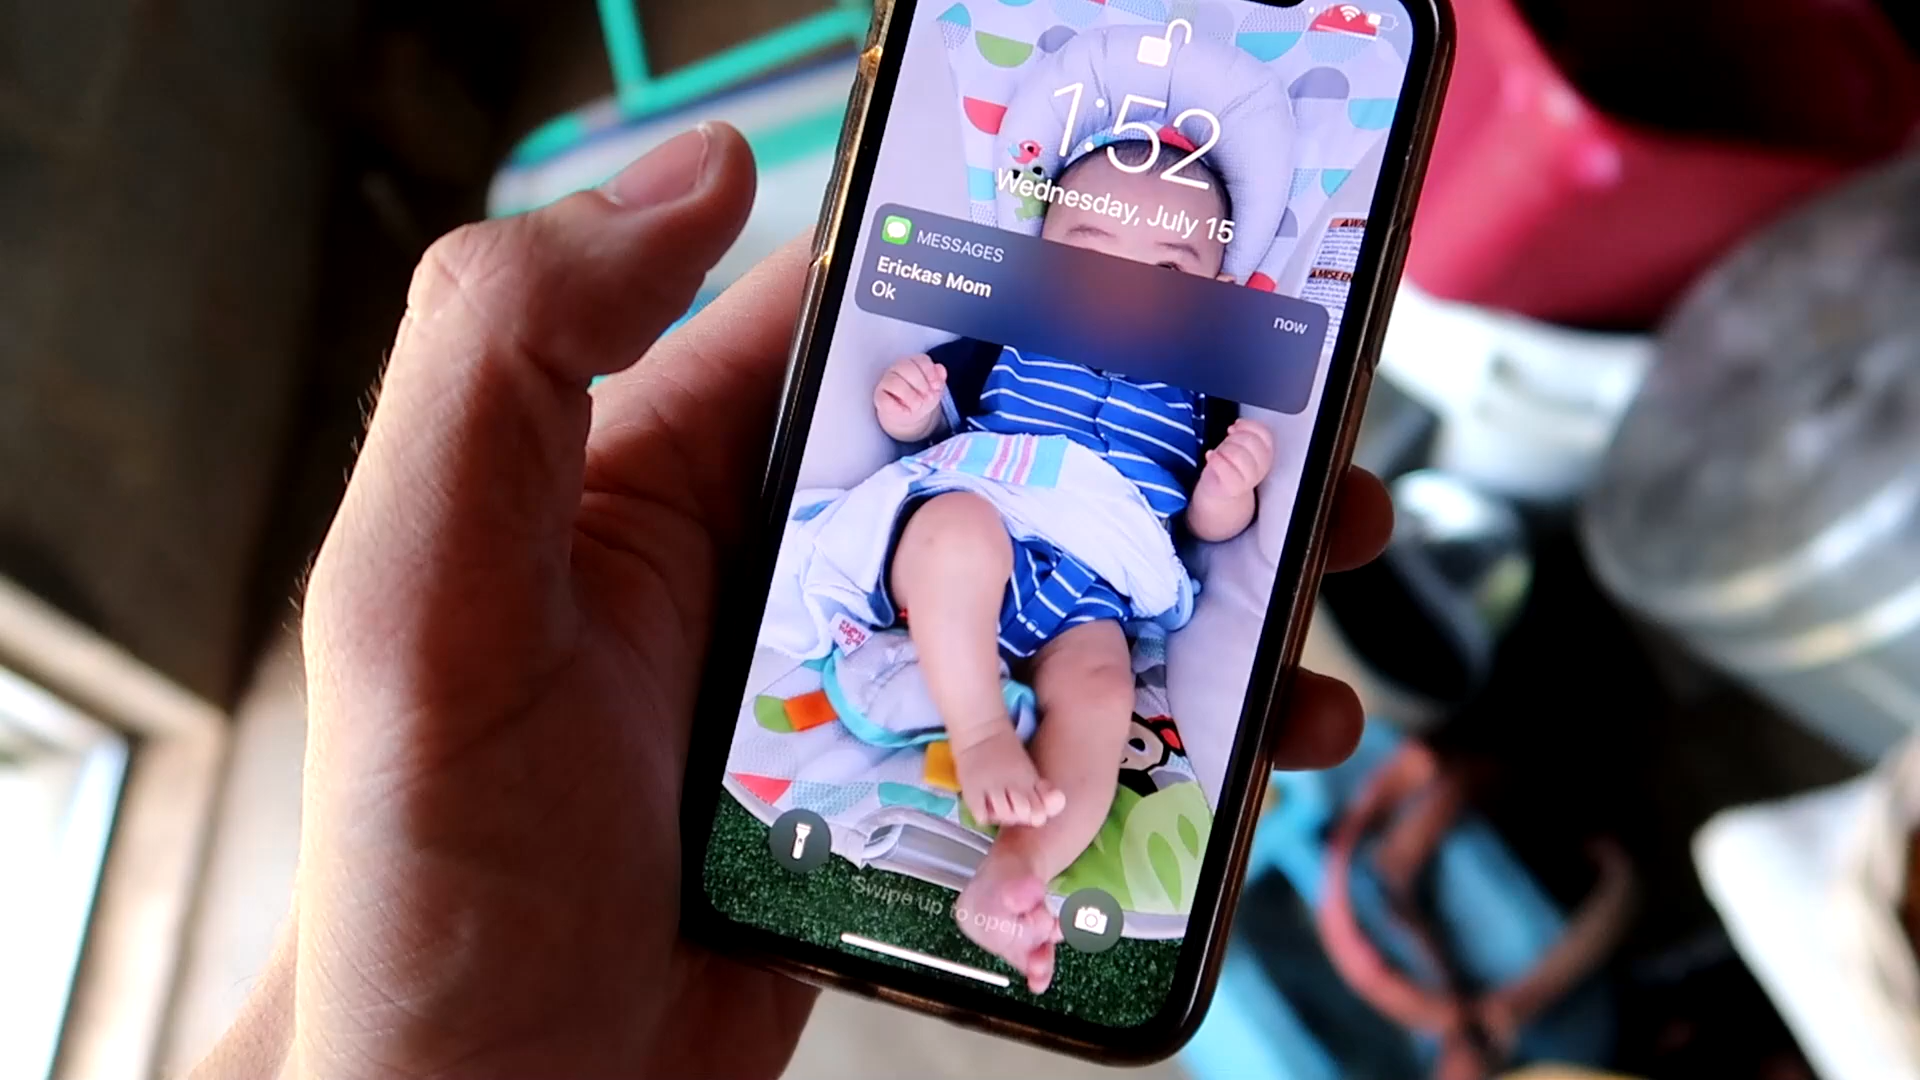 1:52
Wednesday, July 15
MESSAGES
Erickas Mom
Ok
now
Swipe up to open